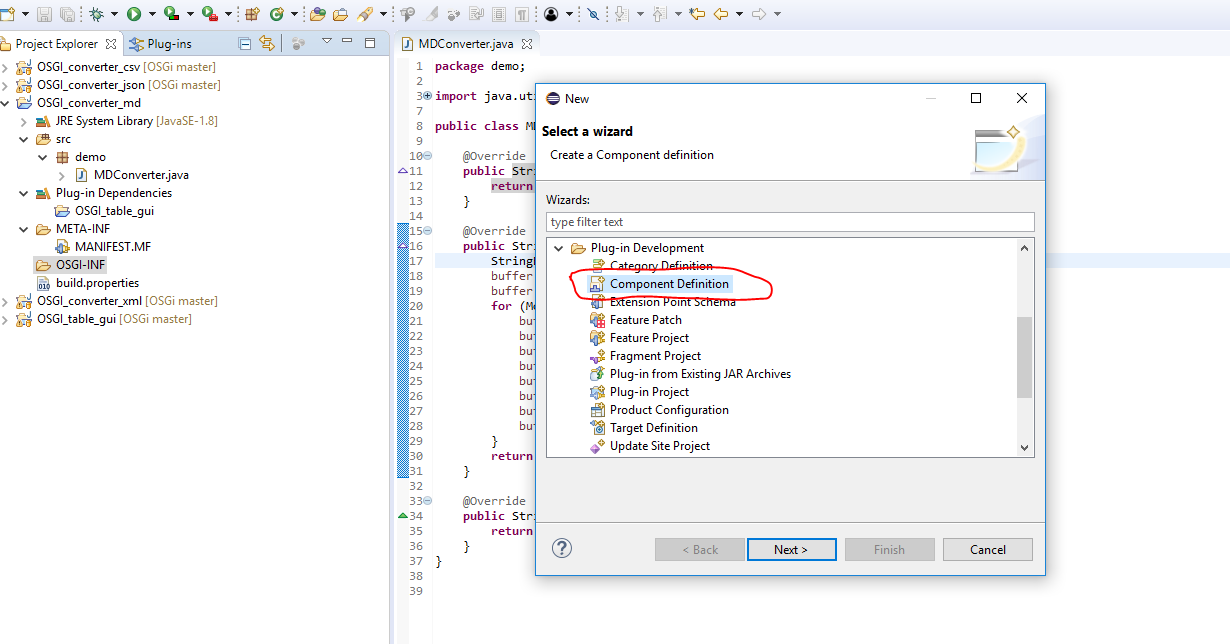 Project Explorer
Plug-ins
OSGI_converter_csv [OSGi master]
OSGI_converter_json [OSGi master]
OSGI_converter_md
JRE System Library [JavaSE-1.8]
src
demo
MDConverter.java
Plug-in Dependencies
OSGI_table_gui
META-INF
MANIFEST.MF
OSGI-INF
build.properties
OSGI_converter_xml [OSGi master]
OSGI_table_gui [OSGi master]
MDConverter.java
1 package demo;
2
3 import java.uti
7
8 public class MD
9
10 @Override
11 public Stri
12 return
13 }
14
15 @Override
16 public Stri
17 StringB
18 buffer
19 buffer
20 for (Mo
21 buf
22 buf
23 buf
24 buf
25 buf
26 buf
27 buf
28 buf
29 }
30 return
31 }
32
33 @Override
34 public Stri
35 return
36 }
37 }
38
39
New
Select a wizard
Create a Component definition
Wizards:
type filter text
Plug-in Development
Category Definition
Component Definition
Extension Point Schema
Feature Patch
Feature Project
Fragment Project
Plug-in from Existing JAR Archives
Plug-in Project
Product Configuration
Target Definition
Update Site Project
?
< Back
Next >
Finish
Cancel